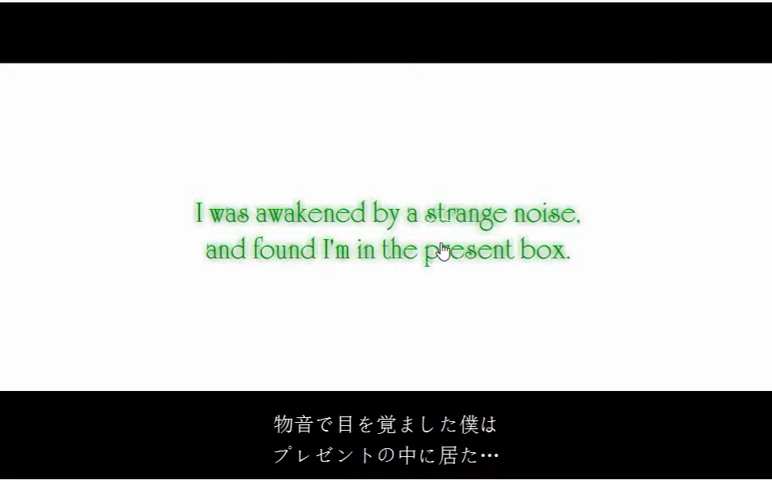 I was awakened by a strange noise,
and found I'm in the present box.
物音で目を覚ました僕は
プレゼントの中に居た…